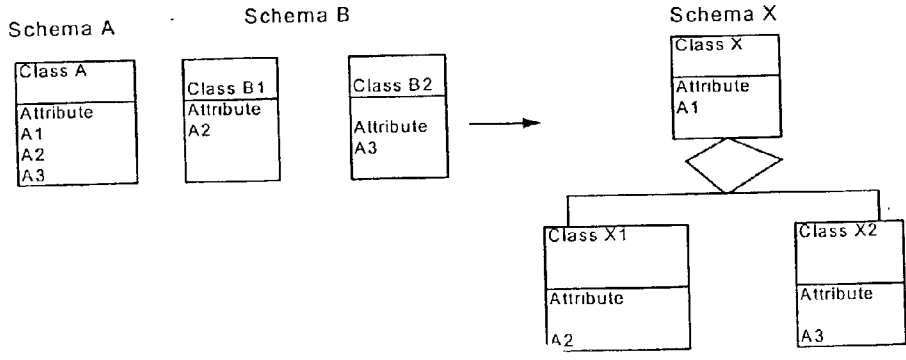 Schema A
Schema B
Class A
Attribute
A1
A2
A3
Class B1
Attribute
A2
Class B2
Attribute
A3
Schema X
Class X
Attribute
A1
Class X1
Attribute
A2
Class X2
Attribute
A3